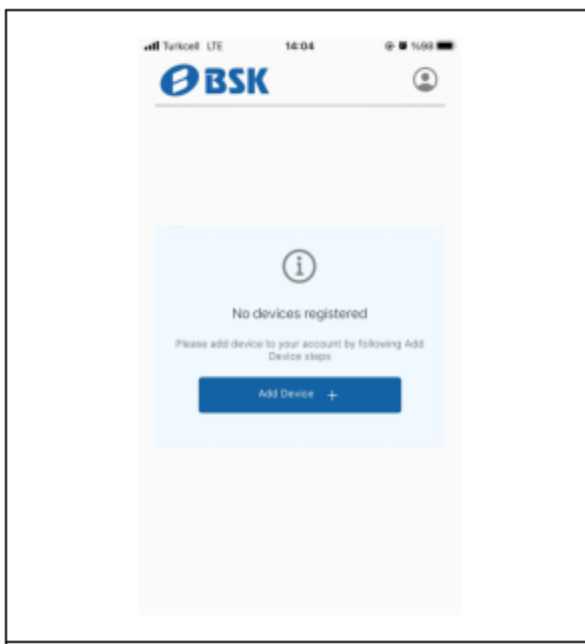 Turkcell LTE 14:04 %98
BSK
No devices registered
Please add device to your account by following Add
Device steps
Add Device +